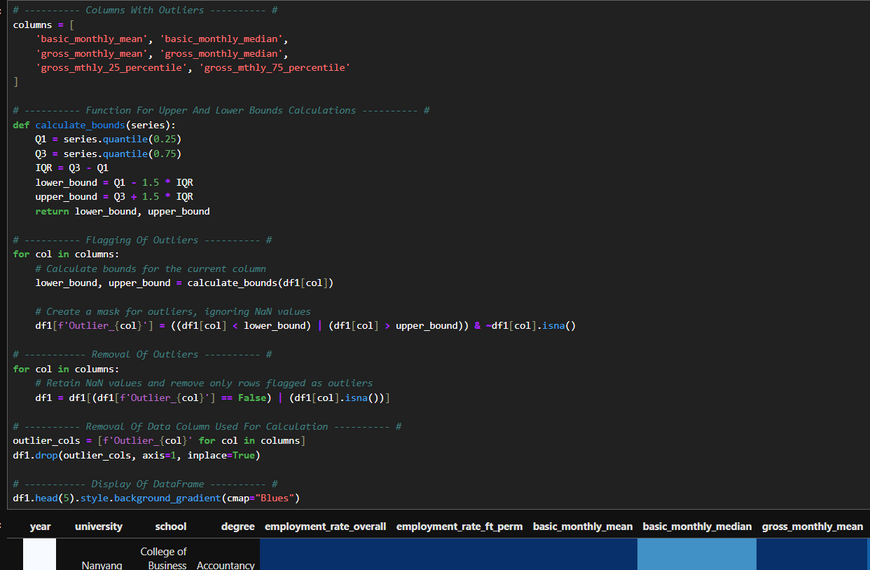 # ---------- Columns With Outliers ---------- #
columns = [
    'basic_monthly_mean', 'basic_monthly_median',
    'gross_monthly_mean', 'gross_monthly_median',
    'gross_mthly_25_percentile', 'gross_mthly_75_percentile'
]
# ---------- Function For Upper And Lower Bounds Calculations ---------- #
def calculate_bounds(series):
    Q1 = series.quantile(0.25)
    Q3 = series.quantile(0.75)
    IQR = Q3 - Q1
    lower_bound = Q1 - 1.5 * IQR
    upper_bound = Q3 + 1.5 * IQR
    return lower_bound, upper_bound
# ---------- Flagging Of Outliers ---------- #
for col in columns:
    # Calculate bounds for the current column
    lower_bound, upper_bound = calculate_bounds(df1[col])
    # Create a mask for outliers, ignoring NaN values
    df1[f'Outlier_{col}'] = ((df1[col] < lower_bound) | (df1[col] > upper_bound)) & ~df1[col].isna()
# ---------- Removal Of Outliers ---------- #
for col in columns:
    # Retain NaN values and remove only rows flagged as outliers
    df1 = df1[(df1[f'Outlier_{col}'] == False) | (df1[col].isna())]
# ---------- Removal Of Data Column Used For Calculation ---------- #
outlier_cols = [f'Outlier_{col}' for col in columns]
df1.drop(outlier_cols, axis=1, inplace=True)
# ---------- Display Of DataFrame ---------- #
df1.head(5).style.background_gradient(cmap="Blues")
year university school degree employment_rate_overall employment_rate_ft_perm basic_monthly_mean basic_monthly_median gross_monthly_mean
College of
Nanyang Business Accountancy